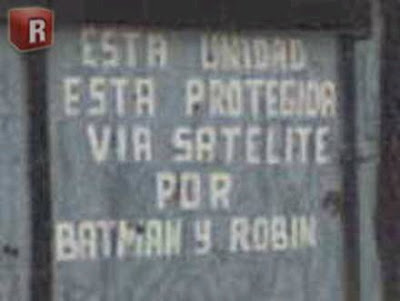 R
ESTA UNIDAD
ESTA PROTEGIDA
VIA SATELITE
POR
BATMAN Y ROBIN